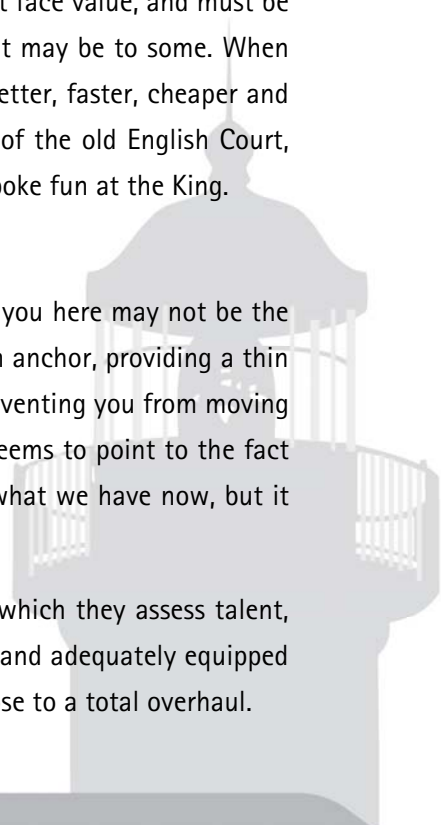 face value, and must be
t may be to some. When
etter, faster, cheaper and
of the old English Court,
poke fun at the King.
you here may not be the
anchor, providing a thin
venting you from moving
eems to point to the fact
what we have now, but it
which they assess talent,
and adequately equipped
se to a total overhaul.